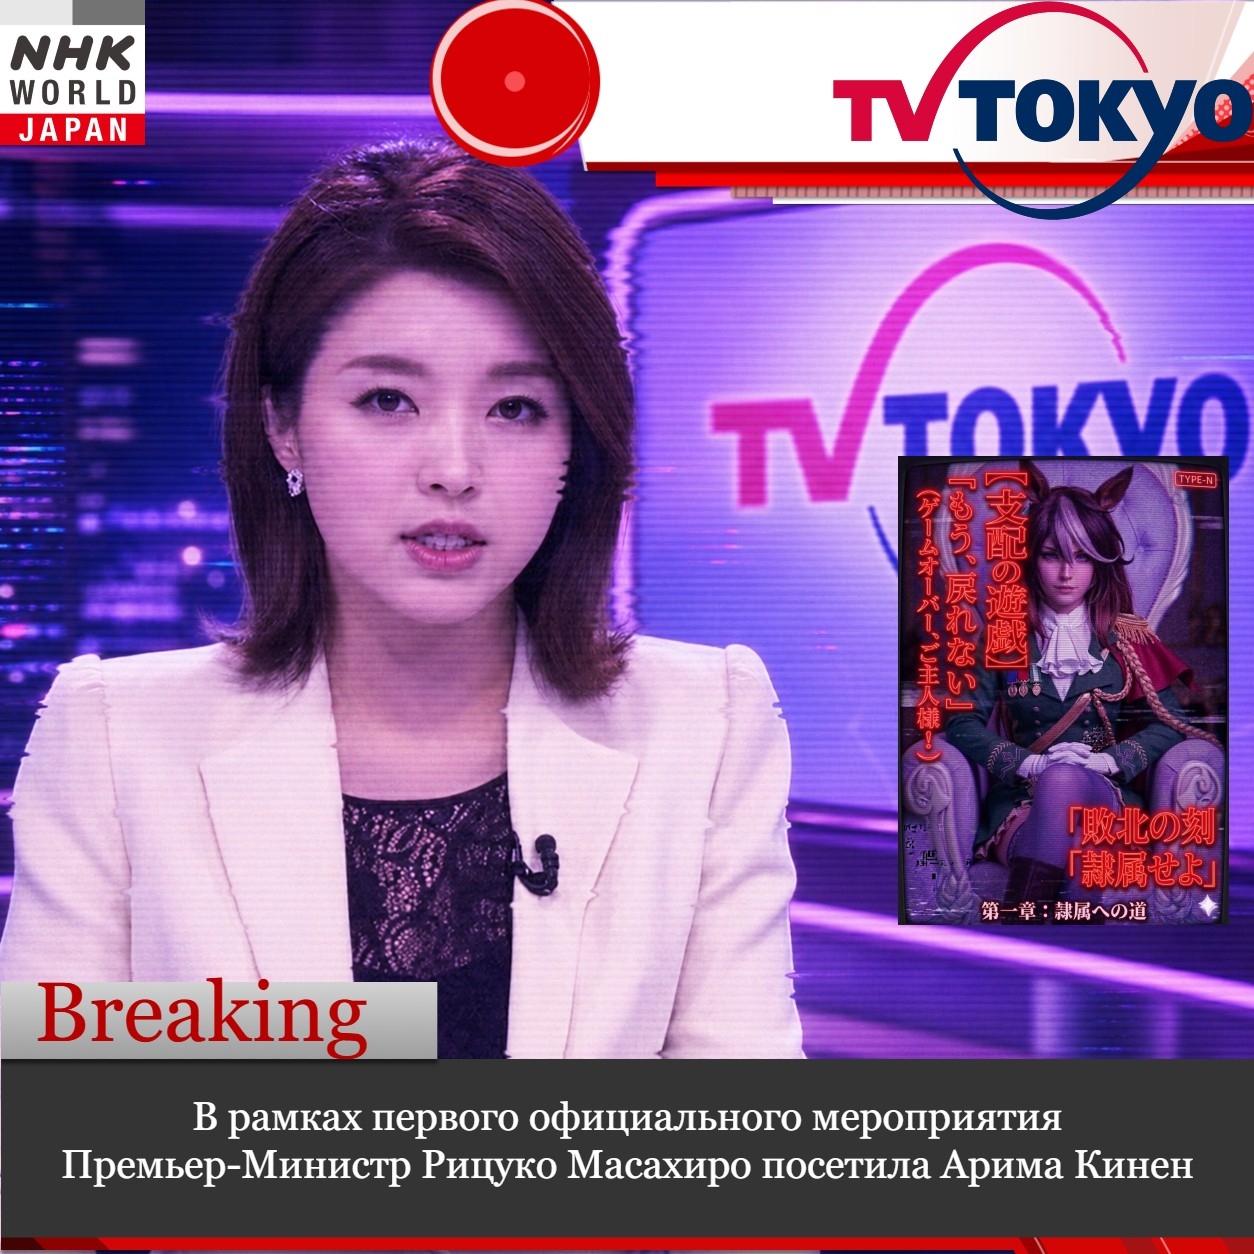 NHK
WORLD
JAPAN
TV TOKYO
TV TOKYO
TYPE-N
【支配の遊戯】
『もう、戻れない』
(ゲームオーバー、ご主人様！)
「敗北の刻
「隷属せよ」
第一章：隷属への道
Breaking
В рамках первого официального мероприятия
Премьер-Министр Рицуко Масахиро посетила Арима Кинен